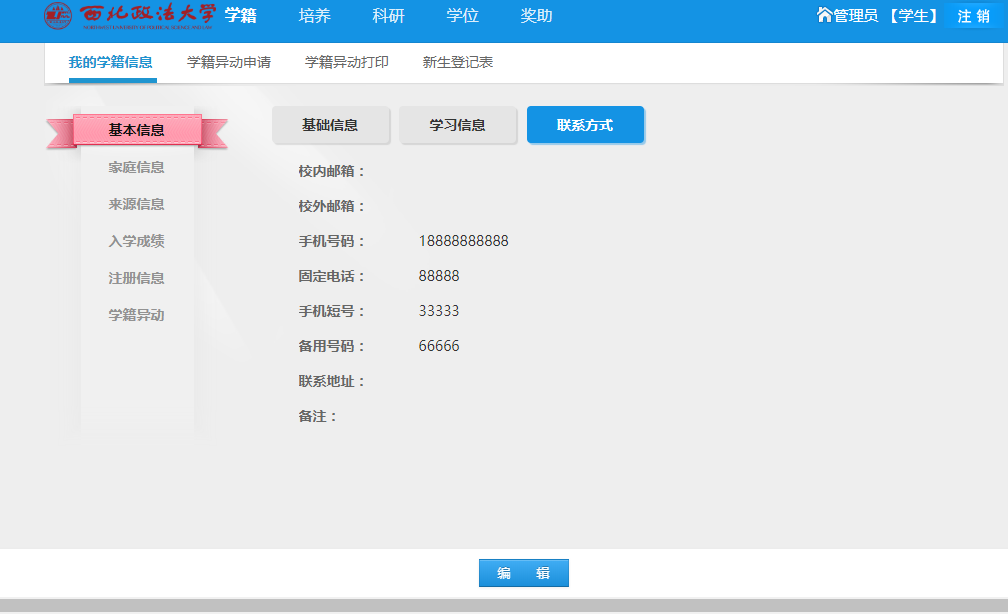 西北政法大学 学籍 培养 科研 学位 奖助 管理员 【学生】 注 销
我的学籍信息 学籍异动申请 学籍异动打印 新生登记表
基本信息
家庭信息
来源信息
入学成绩
注册信息
学籍异动
基础信息 学习信息 联系方式
校内邮箱：
校外邮箱：
手机号码： 18888888888
固定电话： 88888
手机短号： 33333
备用号码： 66666
联系地址：
备注：
编 辑